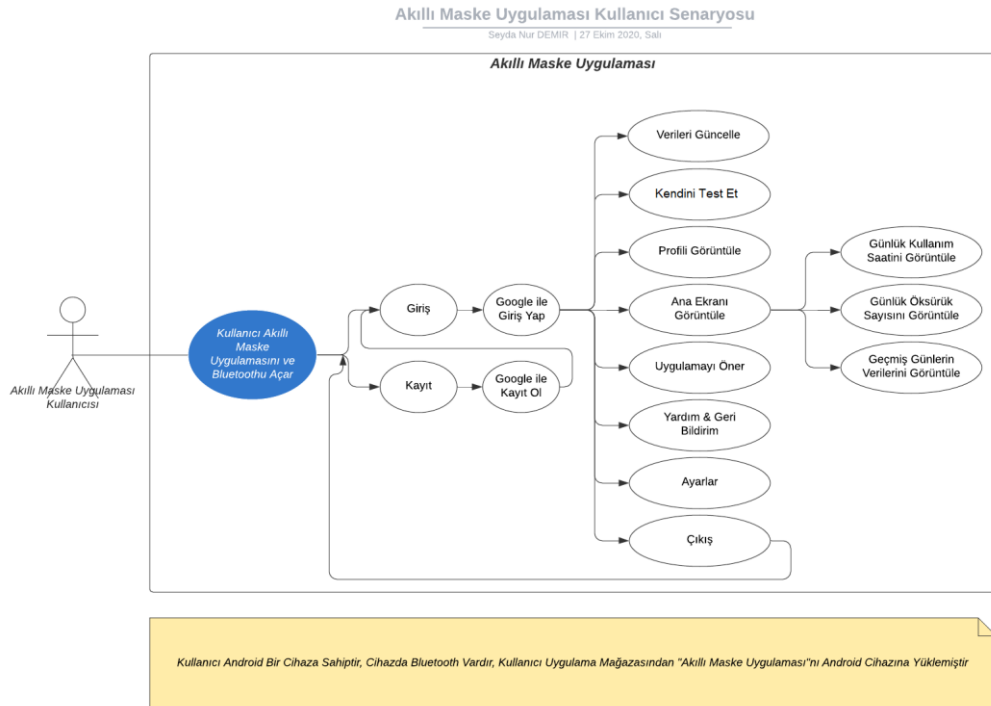 Akıllı Maske Uygulaması Kullanıcı Senaryosu
Seyda Nur DEMIR | 27 Ekim 2020, Salı
Akıllı Maske Uygulaması
Verileri Güncelle
Kendini Test Et
Profili Görüntüle
Günlük Kullanım
Saatini Görüntüle
Giriş
Google ile
Giriş Yap
Ana Ekranı
Görüntüle
Günlük Öksürük
Sayısını Görüntüle
Kullanıcı Akıllı
Maske
Uygulamasını ve
Bluetoothu Açar
Uygulamayı Öner
Geçmiş Günlerin
Verilerini Görüntüle
Akıllı Maske Uygulaması
Kullanıcısı
Kayıt
Google ile
Kayıt Ol
Yardım & Geri
Bildirim
Ayarlar
Çıkış
Kullanıcı Android Bir Cihaza Sahiptir, Cihazda Bluetooth Vardır, Kullanıcı Uygulama Mağazasından "Akıllı Maske Uygulaması"nı Android Cihazına Yüklemiştir